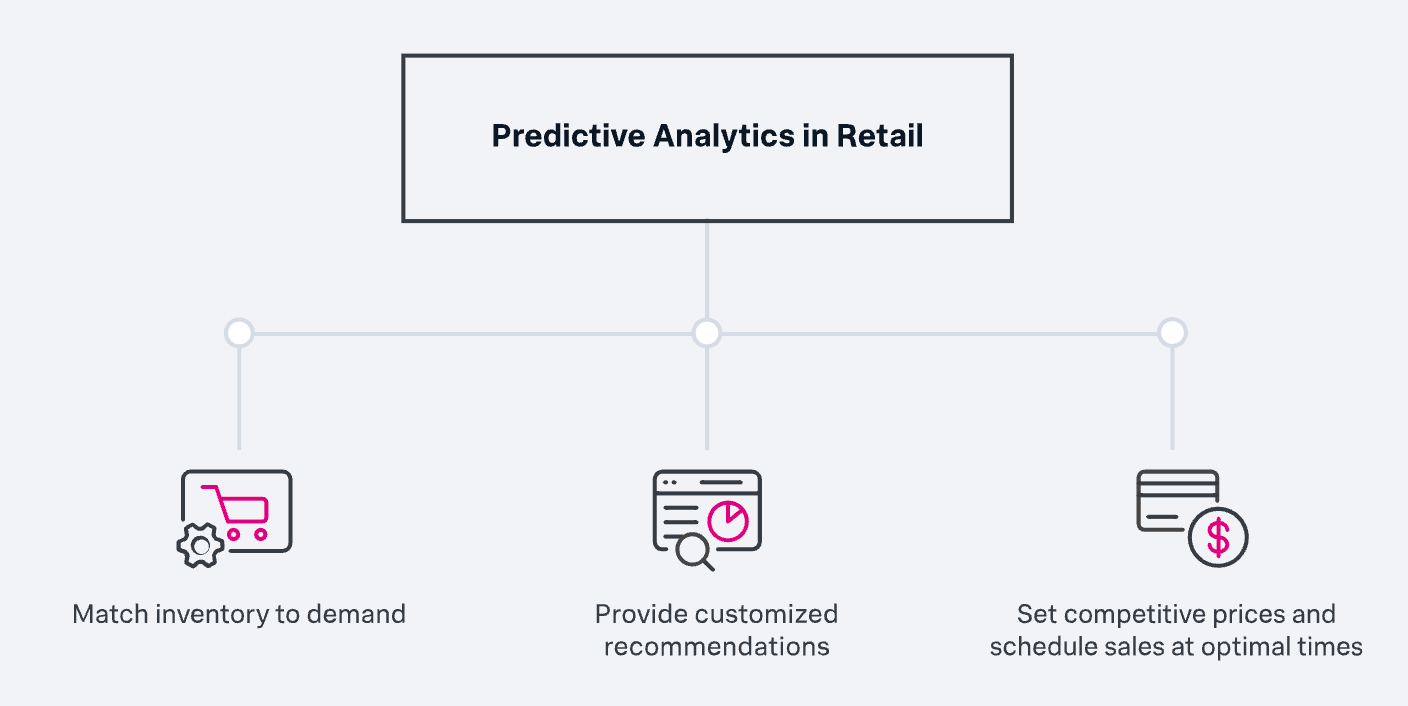 Predictive Analytics in Retail
Match inventory to demand
Provide customized
recommendations
Set competitive prices and
schedule sales at optimal times